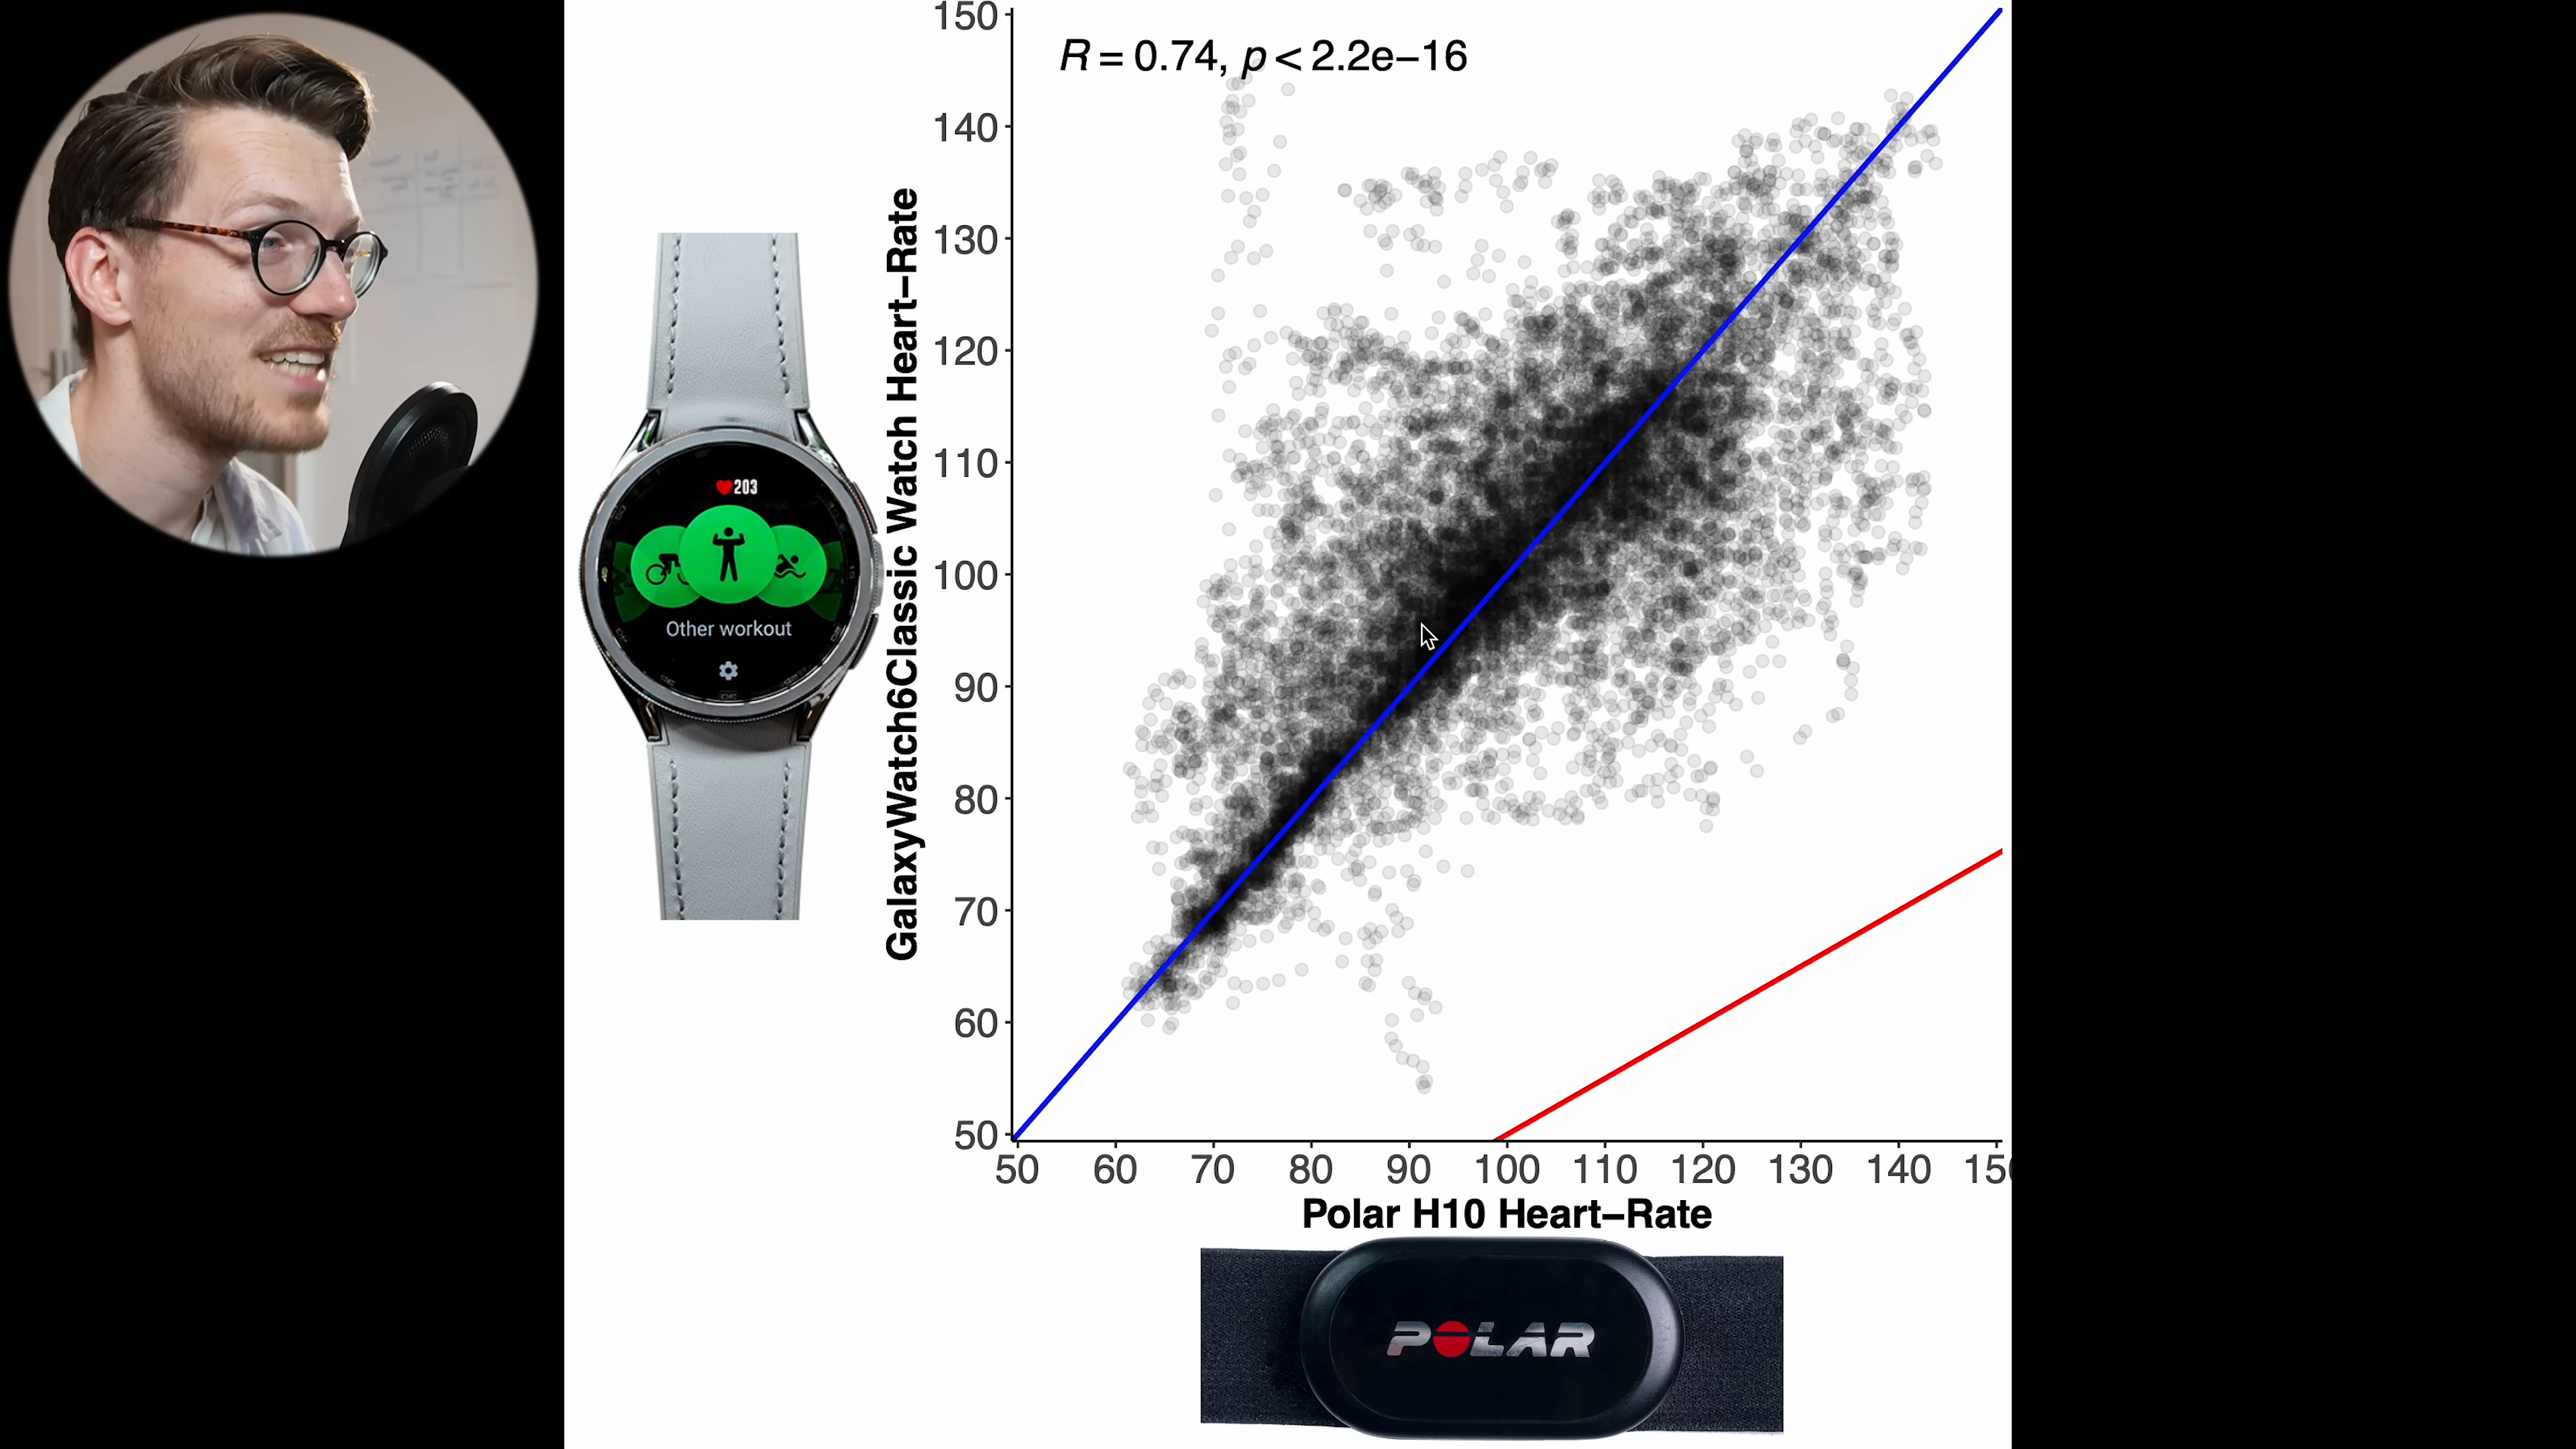 R = 0.74, p < 2.2e−16
150
140
130
120
110
100
90
80
70
60
50
GalaxyWatch6Classic Watch Heart−Rate
203
Other workout
50 60 70 80 90 100 110 120 130 140 150
Polar H10 Heart−Rate
POLAR